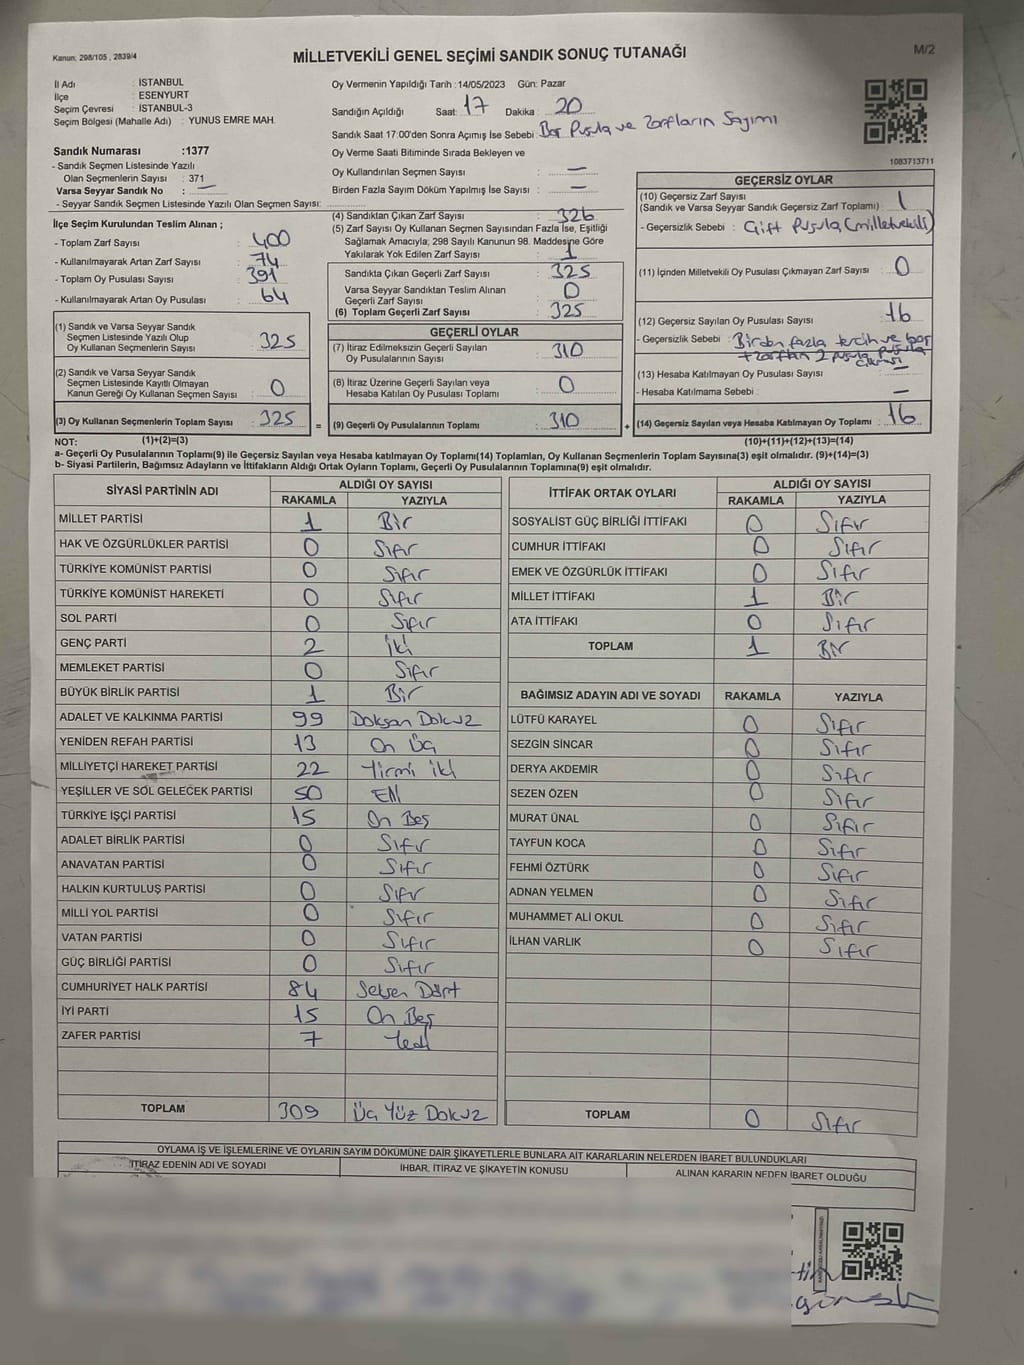 Kanun, 298/105 , 2839/4
MİLLETVEKİLİ GENEL SEÇİMİ SANDIK SONUÇ TUTANAĞI
M/2
İl Adı : İSTANBUL
İlçe : ESENYURT
Seçim Çevresi : İSTANBUL-3
Seçim Bölgesi (Mahalle Adı) : YUNUS EMRE MAH.
Oy Vermenin Yapıldığı Tarih : 14/05/2023 Gün: Pazar
Sandığın Açıldığı Saat: 17 Dakika : 20
Sandık Saat 17:00'den Sonra Açımış İse Sebebi : Boş Pusula ve Zarfların Sayımı
Oy Verme Saati Bitiminde Sırada Bekleyen ve
Oy Kullandırılan Seçmen Sayısı : —
Birden Fazla Sayım Döküm Yapılmış İse Sayısı : —
1083713711
Sandık Numarası :1377
- Sandık Seçmen Listesinde Yazılı
Olan Seçmenlerin Sayısı : 371
Varsa Seyyar Sandık No : —
- Seyyar Sandık Seçmen Listesinde Yazılı Olan Seçmen Sayısı:
İlçe Seçim Kurulundan Teslim Alınan ;
- Toplam Zarf Sayısı : 400
- Kullanılmayarak Artan Zarf Sayısı : 74
- Toplam Oy Pusulası Sayısı : 391
- Kullanılmayarak Artan Oy Pusulası : 64
(1) Sandık ve Varsa Seyyar Sandık
Seçmen Listesinde Yazılı Olup
Oy Kullanan Seçmenlerin Sayısı : 325
(2) Sandık ve Varsa Seyyar Sandık
Seçmen Listesinde Kayıtlı Olmayan
Kanun Gereği Oy Kullanan Seçmen Sayısı : 0
(3) Oy Kullanan Seçmenlerin Toplam Sayısı : 325 =
(4) Sandıktan Çıkan Zarf Sayısı : 326
(5) Zarf Sayısı Oy Kullanan Seçmen Sayısından Fazla İse, Eşitliği
Sağlamak Amacıyla; 298 Sayılı Kanunun 98. Maddesine Göre
Yakılarak Yok Edilen Zarf Sayısı : 1
Sandıkta Çıkan Geçerli Zarf Sayısı : 325
Varsa Seyyar Sandıktan Teslim Alınan
Geçerli Zarf Sayısı : 0
(6) Toplam Geçerli Zarf Sayısı : 325
GEÇERLİ OYLAR
(7) İtiraz Edilmeksizin Geçerli Sayılan
Oy Pusulalarının Sayısı : 310
(8) İtiraz Üzerine Geçerli Sayılan veya
Hesaba Katılan Oy Pusulası Toplamı : 0
(9) Geçerli Oy Pusulalarının Toplamı : 310 +
GEÇERSİZ OYLAR
(10) Geçersiz Zarf Sayısı
(Sandık ve Varsa Seyyar Sandık Geçersiz Zarf Toplamı) : 1
- Geçersizlik Sebebi : Çift Pusula (milletvekili)
(11) İçinden Milletvekili Oy Pusulası Çıkmayan Zarf Sayısı : 0
(12) Geçersiz Sayılan Oy Pusulası Sayısı : 16
- Geçersizlik Sebebi : Birden fazla tercih ve boş pusula
+ zarftan 2 pusula çıkması
(13) Hesaba Katılmayan Oy Pusulası Sayısı : —
- Hesaba Katılmama Sebebi : —
(14) Geçersiz Sayılan veya Hesaba Katılmayan Oy Toplamı : 16
NOT: (1)+(2)=(3) (10)+(11)+(12)+(13)=(14)
a- Geçerli Oy Pusulalarının Toplamı(9) ile Geçersiz Sayılan veya Hesaba katılmayan Oy Toplamı(14) Toplamları, Oy Kullanan Seçmenlerin Toplam Sayısına(3) eşit olmalıdır. (9)+(14)=(3)
b- Siyasi Partilerin, Bağımsız Adayların ve İttifakların Aldığı Ortak Oyların Toplamı, Geçerli Oy Pusulalarının Toplamına(9) eşit olmalıdır.
SİYASİ PARTİNİN ADI ALDIĞI OY SAYISI
RAKAMLA YAZIYLA
MİLLET PARTİSİ 1 Bir
HAK VE ÖZGÜRLÜKLER PARTİSİ 0 Sıfır
TÜRKİYE KOMÜNİST PARTİSİ 0 Sıfır
TÜRKİYE KOMÜNİST HAREKETİ 0 Sıfır
SOL PARTİ 0 Sıfır
GENÇ PARTİ 2 İki
MEMLEKET PARTİSİ 0 Sıfır
BÜYÜK BİRLİK PARTİSİ 1 Bir
ADALET VE KALKINMA PARTİSİ 99 Doksan Dokuz
YENİDEN REFAH PARTİSİ 13 On Üç
MİLLİYETÇİ HAREKET PARTİSİ 22 Yirmi iki
YEŞİLLER VE SOL GELECEK PARTİSİ 50 Elli
TÜRKİYE İŞÇİ PARTİSİ 15 On Beş
ADALET BİRLİK PARTİSİ 0 Sıfır
ANAVATAN PARTİSİ 0 Sıfır
HALKIN KURTULUŞ PARTİSİ 0 Sıfır
MİLLİ YOL PARTİSİ 0 Sıfır
VATAN PARTİSİ 0 Sıfır
GÜÇ BİRLİĞİ PARTİSİ 0 Sıfır
CUMHURİYET HALK PARTİSİ 84 Seksen Dört
İYİ PARTİ 15 On Beş
ZAFER PARTİSİ 7 Yedi
TOPLAM 309 Üç Yüz Dokuz
İTTİFAK ORTAK OYLARI ALDIĞI OY SAYISI
RAKAMLA YAZIYLA
SOSYALİST GÜÇ BİRLİĞİ İTTİFAKI 0 Sıfır
CUMHUR İTTİFAKI 0 Sıfır
EMEK VE ÖZGÜRLÜK İTTİFAKI 0 Sıfır
MİLLET İTTİFAKI 1 Bir
ATA İTTİFAKI 0 Sıfır
TOPLAM 1 Bir
BAĞIMSIZ ADAYIN ADI VE SOYADI RAKAMLA YAZIYLA
LÜTFÜ KARAYEL 0 Sıfır
SEZGİN SİNCAR 0 Sıfır
DERYA AKDEMİR 0 Sıfır
SEZEN ÖZEN 0 Sıfır
MURAT ÜNAL 0 Sıfır
TAYFUN KOCA 0 Sıfır
FEHMİ ÖZTÜRK 0 Sıfır
ADNAN YELMEN 0 Sıfır
MUHAMMET ALİ OKUL 0 Sıfır
İLHAN VARLIK 0 Sıfır
TOPLAM 0 Sıfır
OYLAMA İŞ VE İŞLEMLERİNE VE OYLARIN SAYIM DÖKÜMÜNE DAİR ŞİKAYETLERLE BUNLARA AİT KARARLARIN NELERDEN İBARET BULUNDUKLARI
İTİRAZ EDENİN ADI VE SOYADI İHBAR, İTİRAZ VE ŞİKAYETİN KONUSU ALINAN KARARIN NEDEN İBARET OLDUĞU